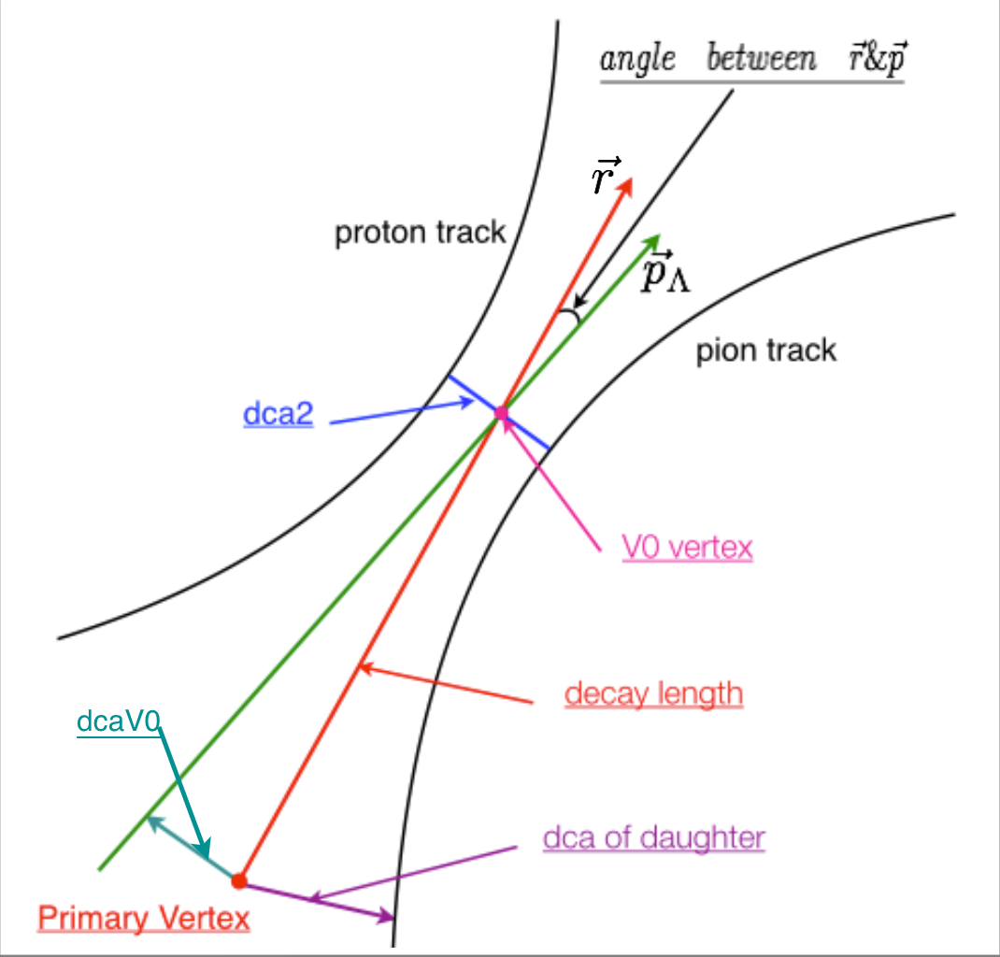 angle between r⃗&p⃗
r⃗
proton track
p⃗Λ
pion track
dca2
V0 vertex
decay length
dcaV0
dca of daughter
Primary Vertex